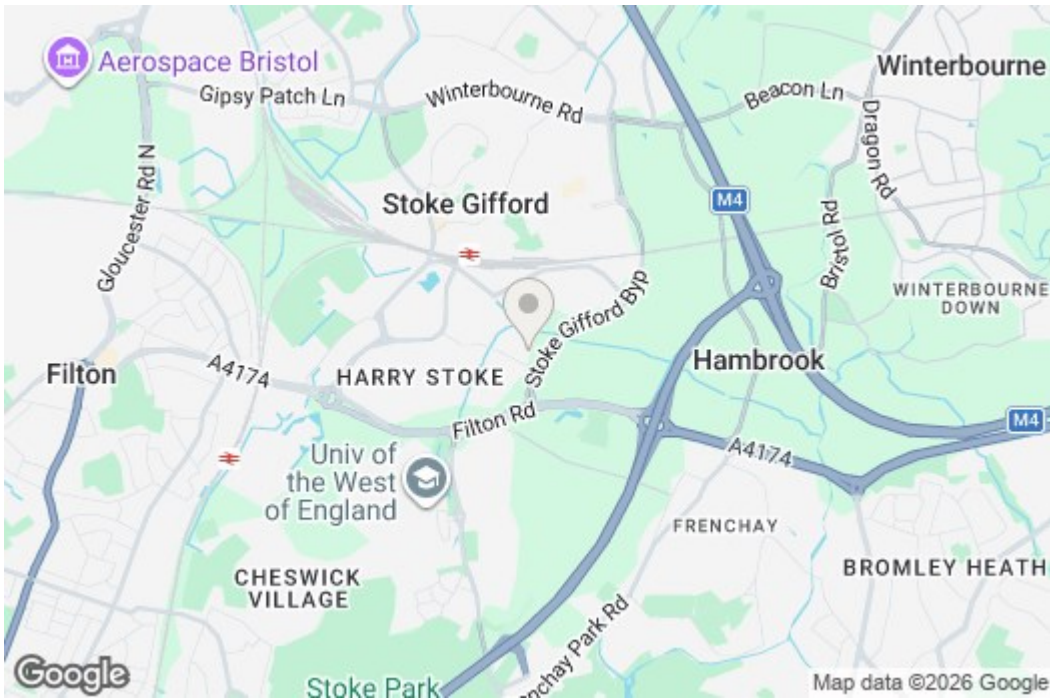 Aerospace Bristol
Gipsy Patch Ln
Winterbourne Rd
Beacon Ln
Winterbourne
Dragon Rd
Gloucester Rd N
Stoke Gifford
M4
Bristol Rd
WINTERBOURNE
DOWN
Stoke Gifford Byp
Hambrook
Filton
A4174
HARRY STOKE
Filton Rd
M4
A4174
Univ of
the West
of England
FRENCHAY
BROMLEY HEATH
CHESWICK
VILLAGE
nchay Park Rd
Stoke Park
Google
Map data ©2026 Google